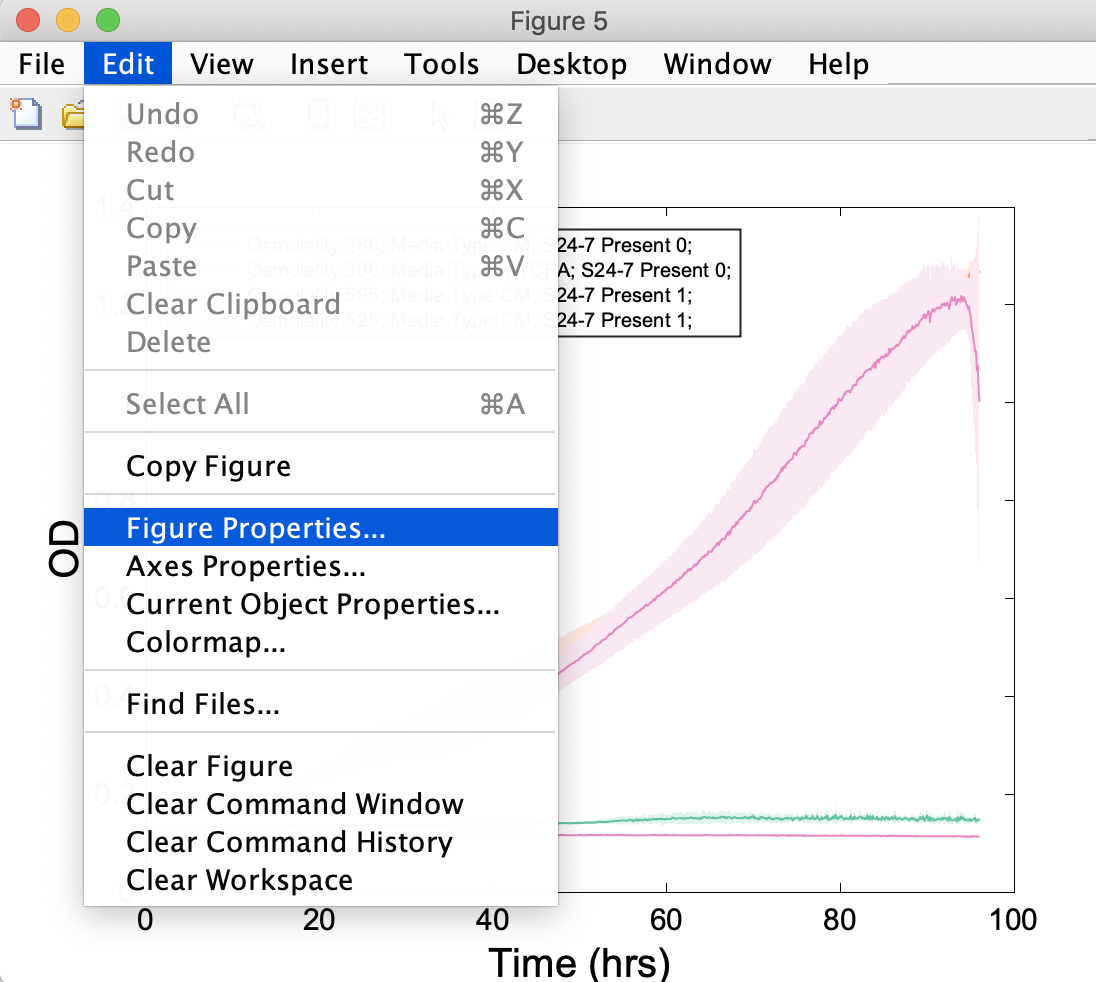 Figure 5
File Edit View Insert Tools Desktop Window Help
Undo ⌘Z
Redo ⌘Y
Cut ⌘X
Copy ⌘C
Paste ⌘V
Clear Clipboard
Delete
Select All ⌘A
Copy Figure
Figure Properties...
Axes Properties...
Current Object Properties...
Colormap...
Find Files...
Clear Figure
Clear Command Window
Clear Command History
Clear Workspace
1.4
1.2
0.8
0.6
0.4
0.2
0
OD
Osmolality 260; Media Type CM; S24-7 Present 0;
Osmolality 300; Media Type YCFA; S24-7 Present 0;
Osmolality 566; Media Type CM; S24-7 Present 1;
Osmolality 625; Media Type CM; S24-7 Present 1;
0 20 40 60 80 100
Time (hrs)